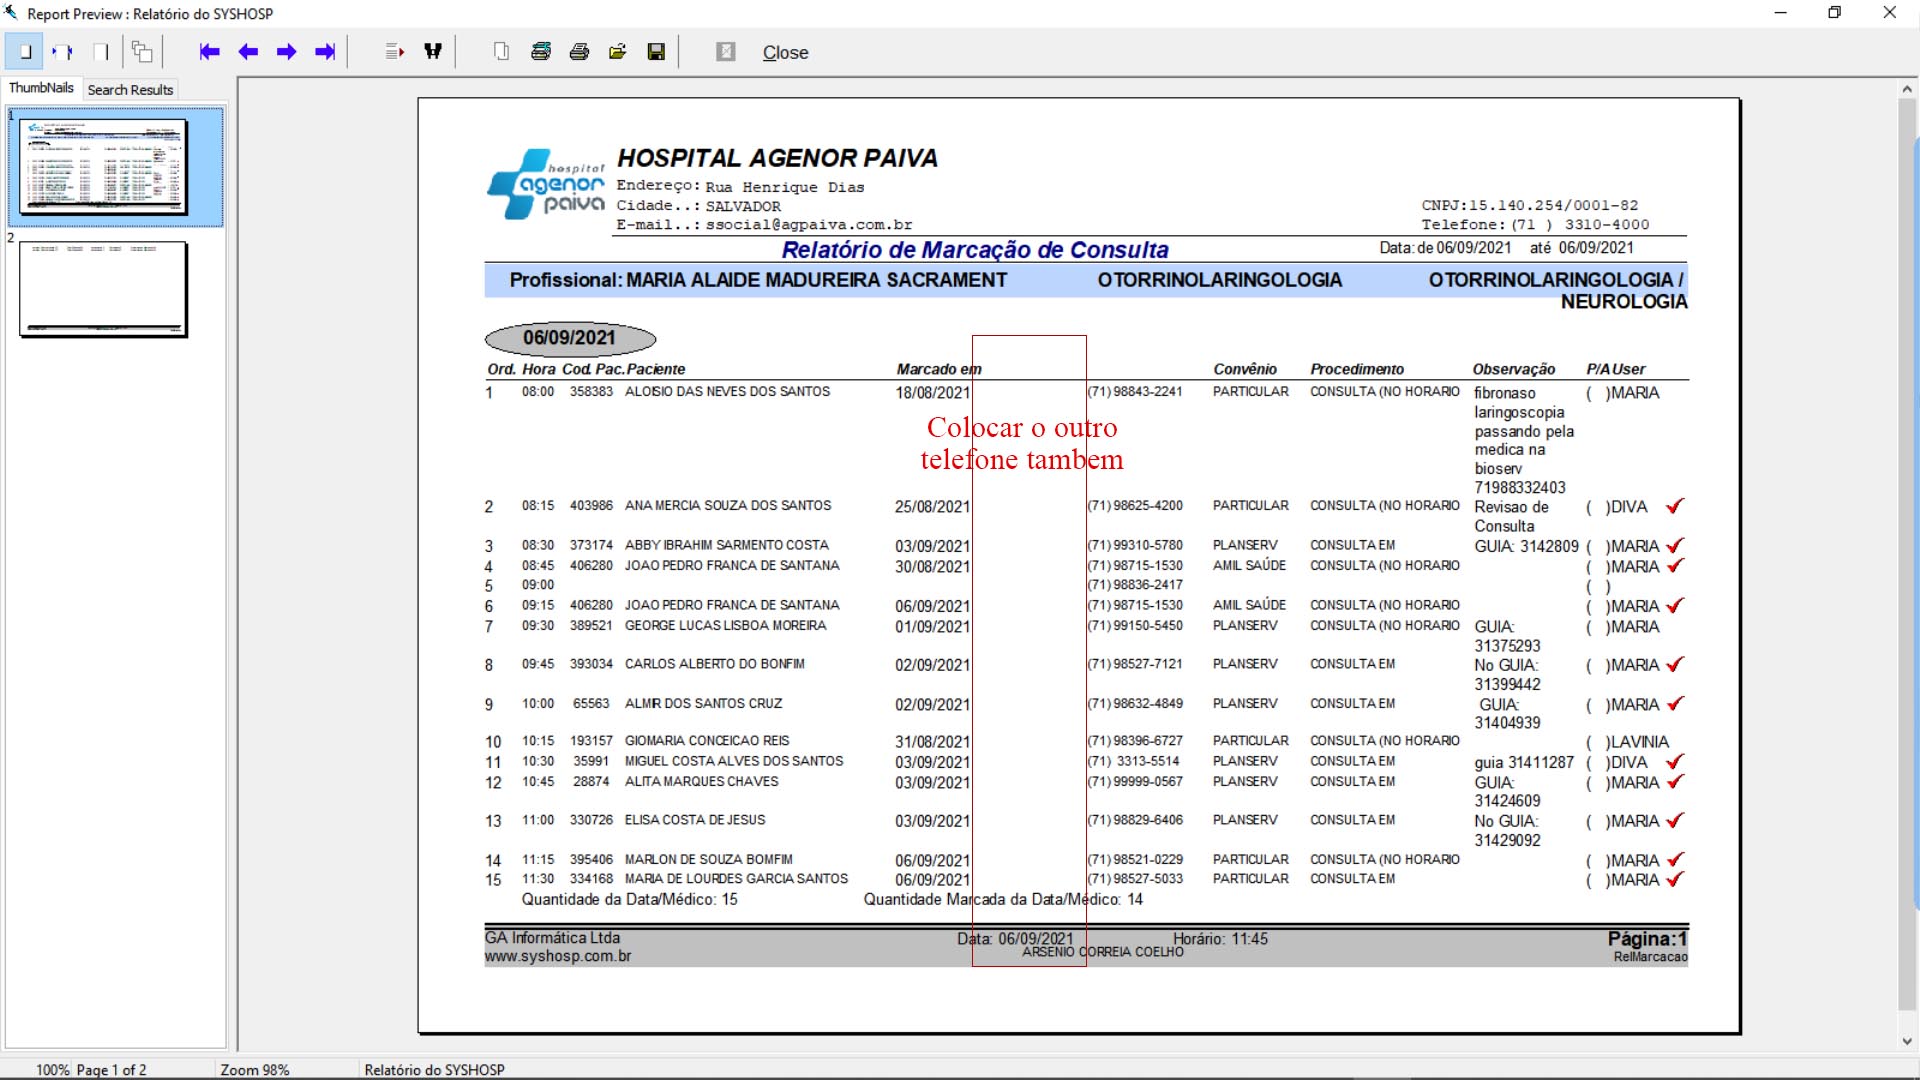 Report Preview : Relatório do SYSHOSP
Close
ThumbNails
Search Results
1
2
hospital
agenor
paiva
HOSPITAL AGENOR PAIVA
Endereço: Rua Henrique Dias
Cidade..: SALVADOR
E-mail..: ssocial@agpaiva.com.br
CNPJ:15.140.254/0001-82
Telefone:(71 ) 3310-4000
Relatório de Marcação de Consulta
Data: de 06/09/2021 até 06/09/2021
Profissional: MARIA ALAIDE MADUREIRA SACRAMENT OTORRINOLARINGOLOGIA OTORRINOLARINGOLOGIA /
NEUROLOGIA
06/09/2021
Ord. Hora Cod. Pac. Paciente Marcado em Convênio Procedimento Observação P/A User
1 08:00 358383 ALOISIO DAS NEVES DOS SANTOS 18/08/2021 (71) 98843-2241 PARTICULAR CONSULTA (NO HORARIO fibronaso ( )MARIA
laringoscopia
passando pela
medica na
bioserv
71988332403
Colocar o outro
telefone tambem
2 08:15 403986 ANA MERCIA SOUZA DOS SANTOS 25/08/2021 (71) 98625-4200 PARTICULAR CONSULTA (NO HORARIO Revisao de ( )DIVA
Consulta
3 08:30 373174 ABBY IBRAHIM SARMENTO COSTA 03/09/2021 (71) 99310-5780 PLANSERV CONSULTA EM GUIA: 3142809 ( )MARIA
4 08:45 406280 JOAO PEDRO FRANCA DE SANTANA 30/08/2021 (71) 98715-1530 AMIL SAÚDE CONSULTA (NO HORARIO ( )MARIA
5 09:00 (71) 98836-2417 ( )
6 09:15 406280 JOAO PEDRO FRANCA DE SANTANA 06/09/2021 (71) 98715-1530 AMIL SAÚDE CONSULTA (NO HORARIO ( )MARIA
7 09:30 389521 GEORGE LUCAS LISBOA MOREIRA 01/09/2021 (71) 99150-5450 PLANSERV CONSULTA (NO HORARIO GUIA: ( )MARIA
31375293
8 09:45 393034 CARLOS ALBERTO DO BONFIM 02/09/2021 (71) 98527-7121 PLANSERV CONSULTA EM No GUIA: ( )MARIA
31399442
9 10:00 65563 ALMIR DOS SANTOS CRUZ 02/09/2021 (71) 98632-4849 PLANSERV CONSULTA EM GUIA: ( )MARIA
31404939
10 10:15 193157 GIOMARIA CONCEICAO REIS 31/08/2021 (71) 98396-6727 PARTICULAR CONSULTA (NO HORARIO ( )LAVINIA
11 10:30 35991 MIGUEL COSTA ALVES DOS SANTOS 03/09/2021 (71) 3313-5514 PLANSERV CONSULTA EM guia 31411287 ( )DIVA
12 10:45 28874 ALITA MARQUES CHAVES 03/09/2021 (71) 99999-0567 PLANSERV CONSULTA EM GUIA: ( )MARIA
31424609
13 11:00 330726 ELISA COSTA DE JESUS 03/09/2021 (71) 98829-6406 PLANSERV CONSULTA EM No GUIA: ( )MARIA
31429092
14 11:15 395406 MARLON DE SOUZA BOMFIM 06/09/2021 (71) 98521-0229 PARTICULAR CONSULTA (NO HORARIO ( )MARIA
15 11:30 334168 MARIA DE LOURDES GARCIA SANTOS 06/09/2021 (71) 98527-5033 PARTICULAR CONSULTA EM ( )MARIA
Quantidade da Data/Médico: 15 Quantidade Marcada da Data/Médico: 14
GA Informática Ltda Data: 06/09/2021 Horário: 11:45 Página:1
www.syshosp.com.br ARSENIO CORREIA COELHO RelMarcacao
100% Page 1 of 2 Zoom 98% Relatório do SYSHOSP